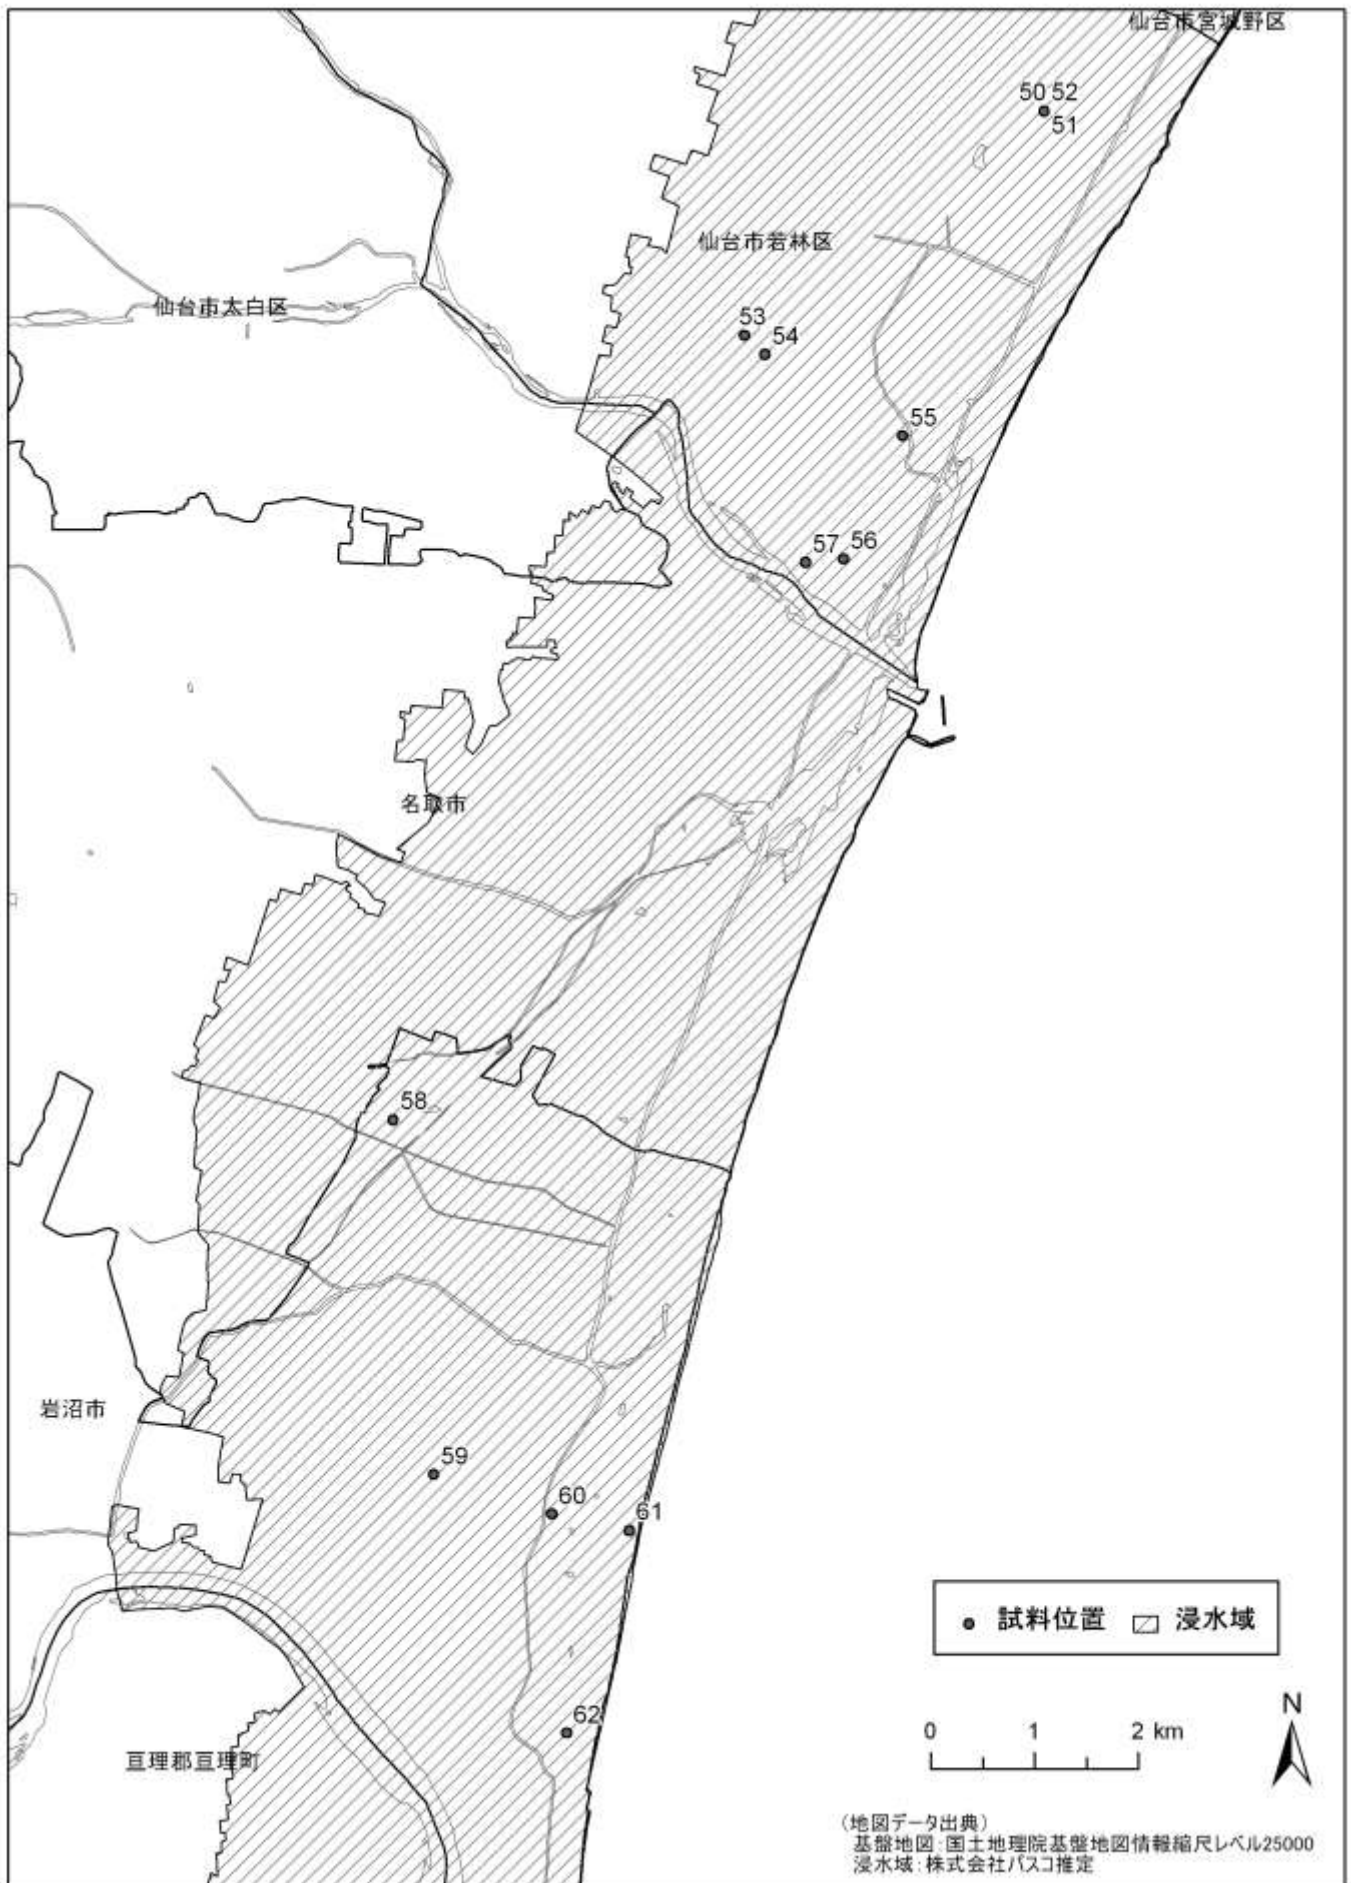 仙台市宮城野区
50 52
51
仙台市若林区
仙台市太白区
53
54
55
57 56
名取市
58
岩沼市
59
60
61
試料位置 浸水域
62
N
0 1 2 km
亘理郡亘理町
（地図データ出典）
基盤地図：国土地理院基盤地図情報縮尺レベル25000
浸水域：株式会社パスコ推定